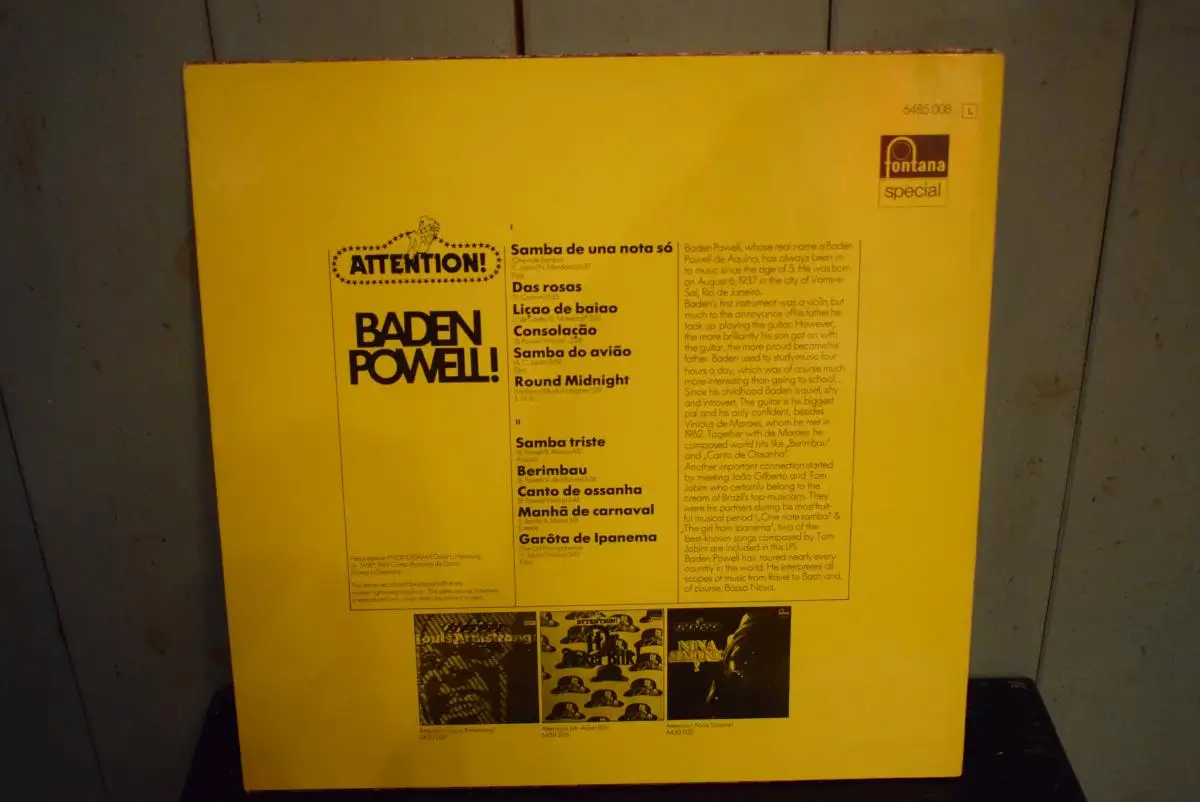 6485 008 L
fontana
special
ATTENTION!
BADEN
POWELL!
I
Samba de una nota só
Das rosas
Liçao de baiao
Consolação
Samba do avião
Round Midnight
II
Samba triste
Berimbau
Canto de ossanha
Manhã de carnaval
Garôta de Ipanema
Baden Powell, whose real name is Baden
Powell de Aquino, has always been in-
to music since the age of 5. He was born
on August 6, 1937 in the city of Varre-e-
Sai, Rio de Janeiro.
Baden's first instrument was a violin, but
much to the annoyance of his father he
took up playing the guitar. However,
the more brilliantly his son got on with
the guitar, the more proud became his
father. Baden used to study music four
hours a day, which was of course much
more interesting than going to school...
Since his childhood Baden is quiet, shy
and introvert. The guitar is his biggest
pal and his only confident, besides
Vinicius de Moraes, whom he met in
1962. Together with de Moraes he
composed world hits like „Berimbau"
and „Canto de Ossanha".
Another important connection started
by meeting João Gilberto and Tom
Jobim who certainly belong to the
cream of Brazil's top-musicians. They
were his partners during his most fruit-
ful musical period („One note samba" &
„The girl from Ipanema", two of the
best-known songs composed by Tom
Jobim are included in this LP).
Baden Powell has toured nearly every
country in the world. He interpretes all
scopes of music from Ravel to Bach and,
of course, Bossa Nova.
ATTENTION!
Louis Armstrong
ATTENTION!
NINA
SIMONE
Attention! Nina Simone!